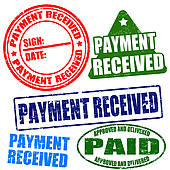 PAYMENT RECEIVED
SIGN:
DATE:
PAYMENT RECEIVED
PAYMENT
RECEIVED
PAYMENT RECEIVED
PAYMENT
RECEIVED
APPROVED AND DELIVERED
PAID
APPROVED AND DELIVERED